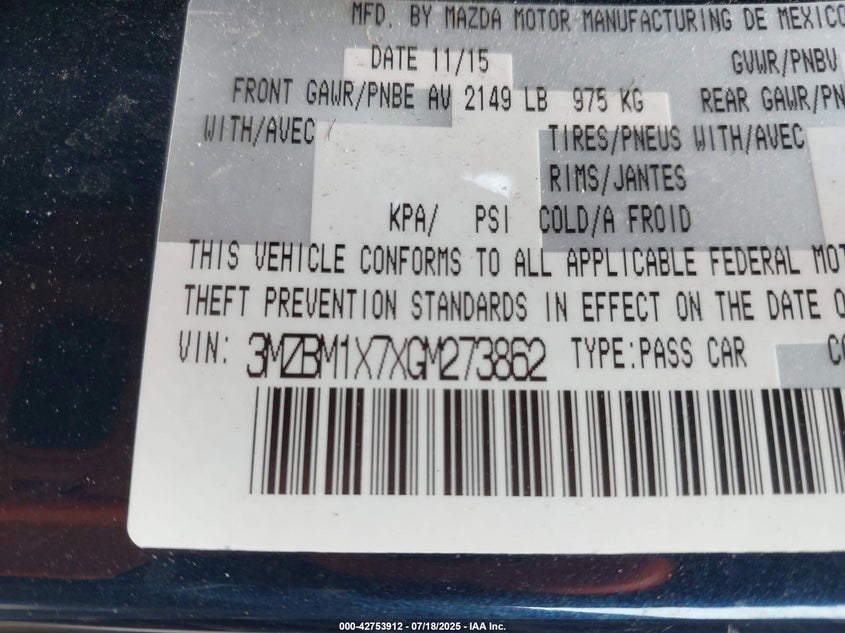 MFD. BY MAZDA MOTOR MANUFACTURING DE MEXICO
DATE 11/15 GVWR/PNBV
FRONT GAWR/PNBE AV 2149 LB 975 KG REAR GAWR/PN
WITH/AVEC TIRES/PNEUS WITH/AVEC
RIMS/JANTES
KPA/ PSI COLD/A FROID
THIS VEHICLE CONFORMS TO ALL APPLICABLE FEDERAL MOT
THEFT PREVENTION STANDARDS IN EFFECT ON THE DATE O
VIN: 3MZBM1X7XGM273862 TYPE:PASS CAR CO
000-42753912 - 07/18/2025 - IAA Inc.